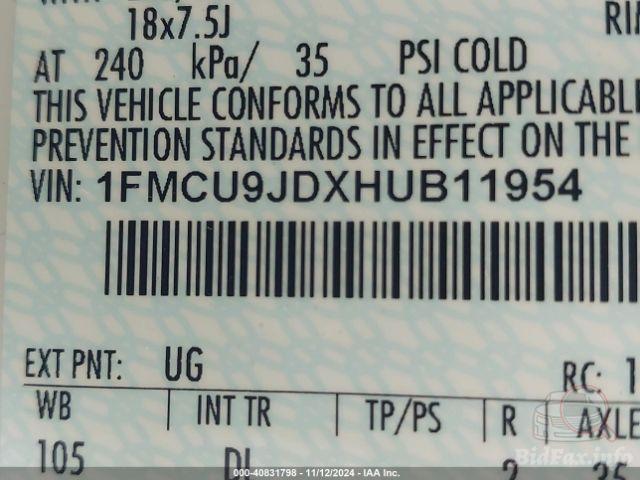 18x7.5J
AT 240 kPa/ 35 PSI COLD
THIS VEHICLE CONFORMS TO ALL APPLICABLE
PREVENTION STANDARDS IN EFFECT ON THE
VIN: 1FMCU9JDXHUB11954
EXT PNT: UG RC: 1
WB INT TR TP/PS R AXLE
105
000-40831798 - 11/12/2024 - IAA Inc.
BidFax.info